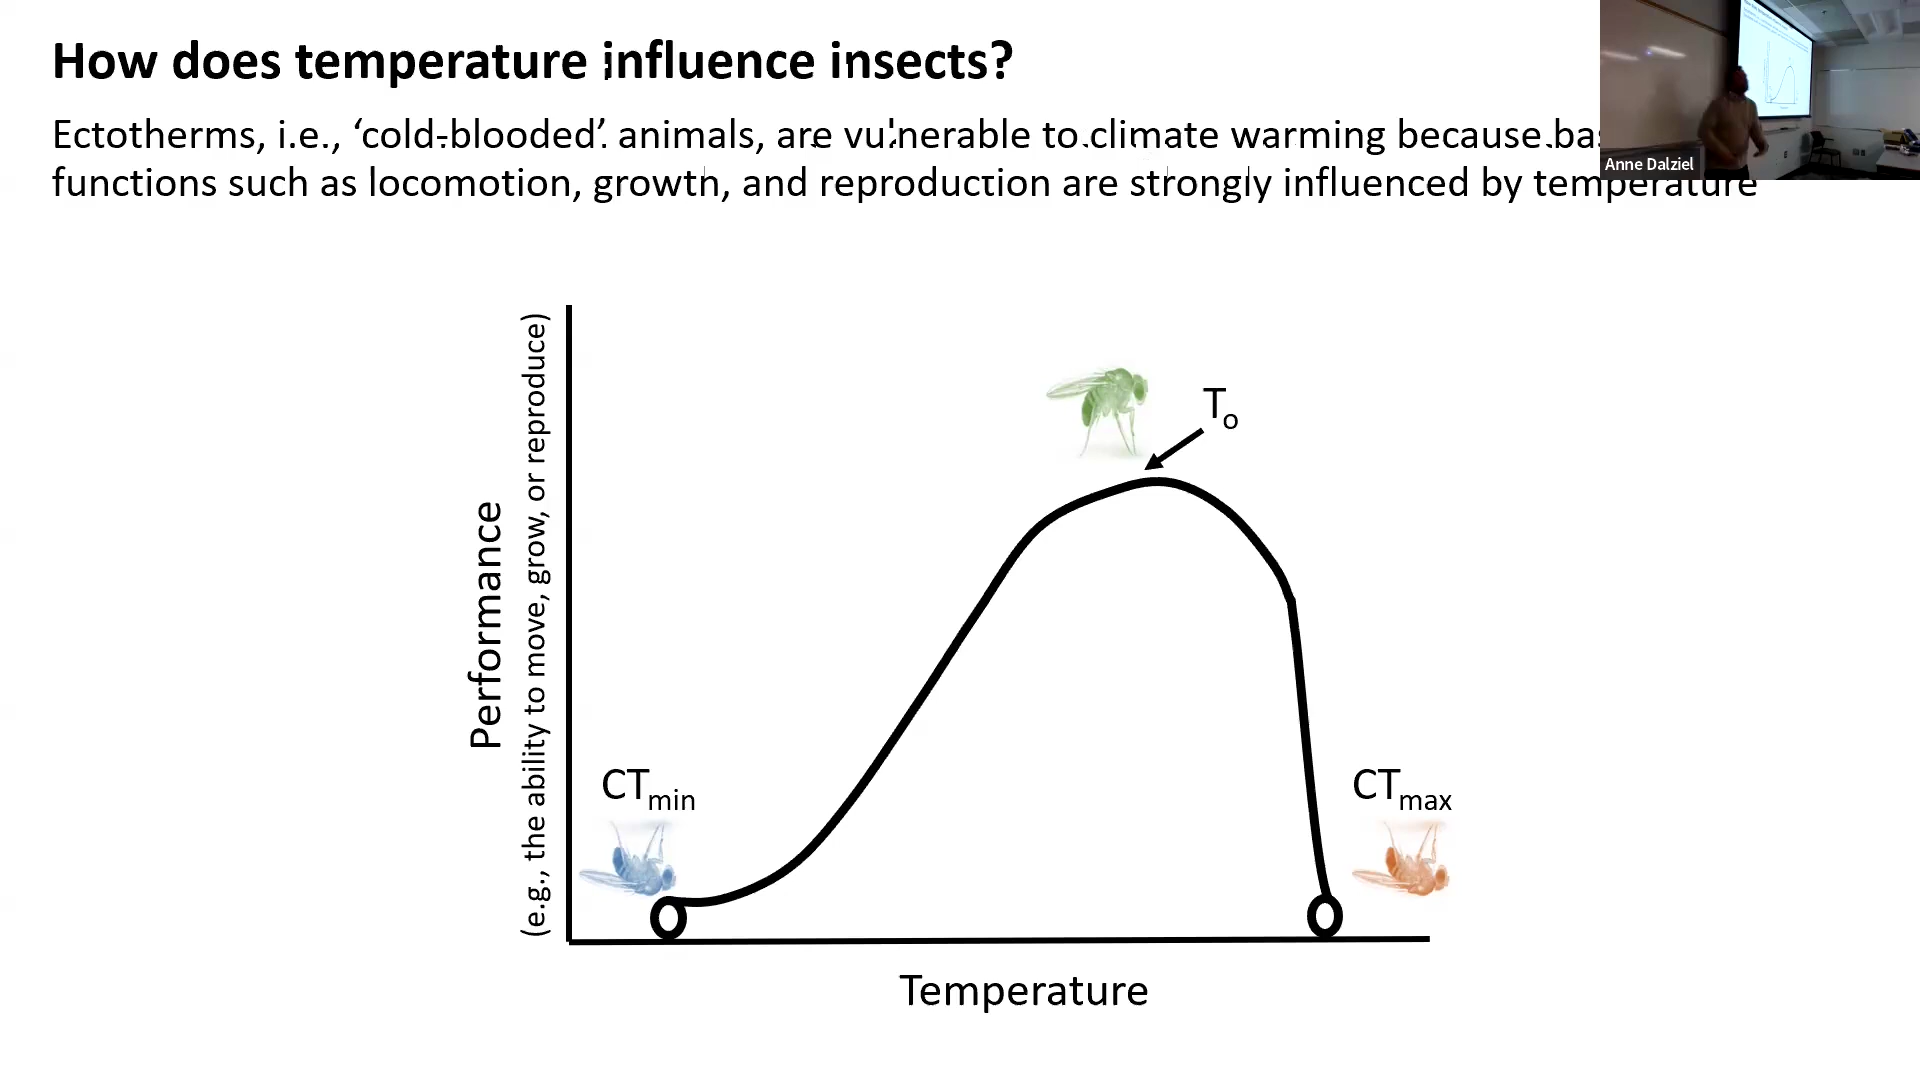 How does temperature influence insects?
Ectotherms, i.e., ‘cold-blooded’ animals, are vulnerable to climate warming because
functions such as locomotion, growth, and reproduction are strongly influenced by temperature
Anne Dalziel
Performance
(e.g., the ability to move, grow, or reproduce)
T₀
CTmin
CTmax
Temperature